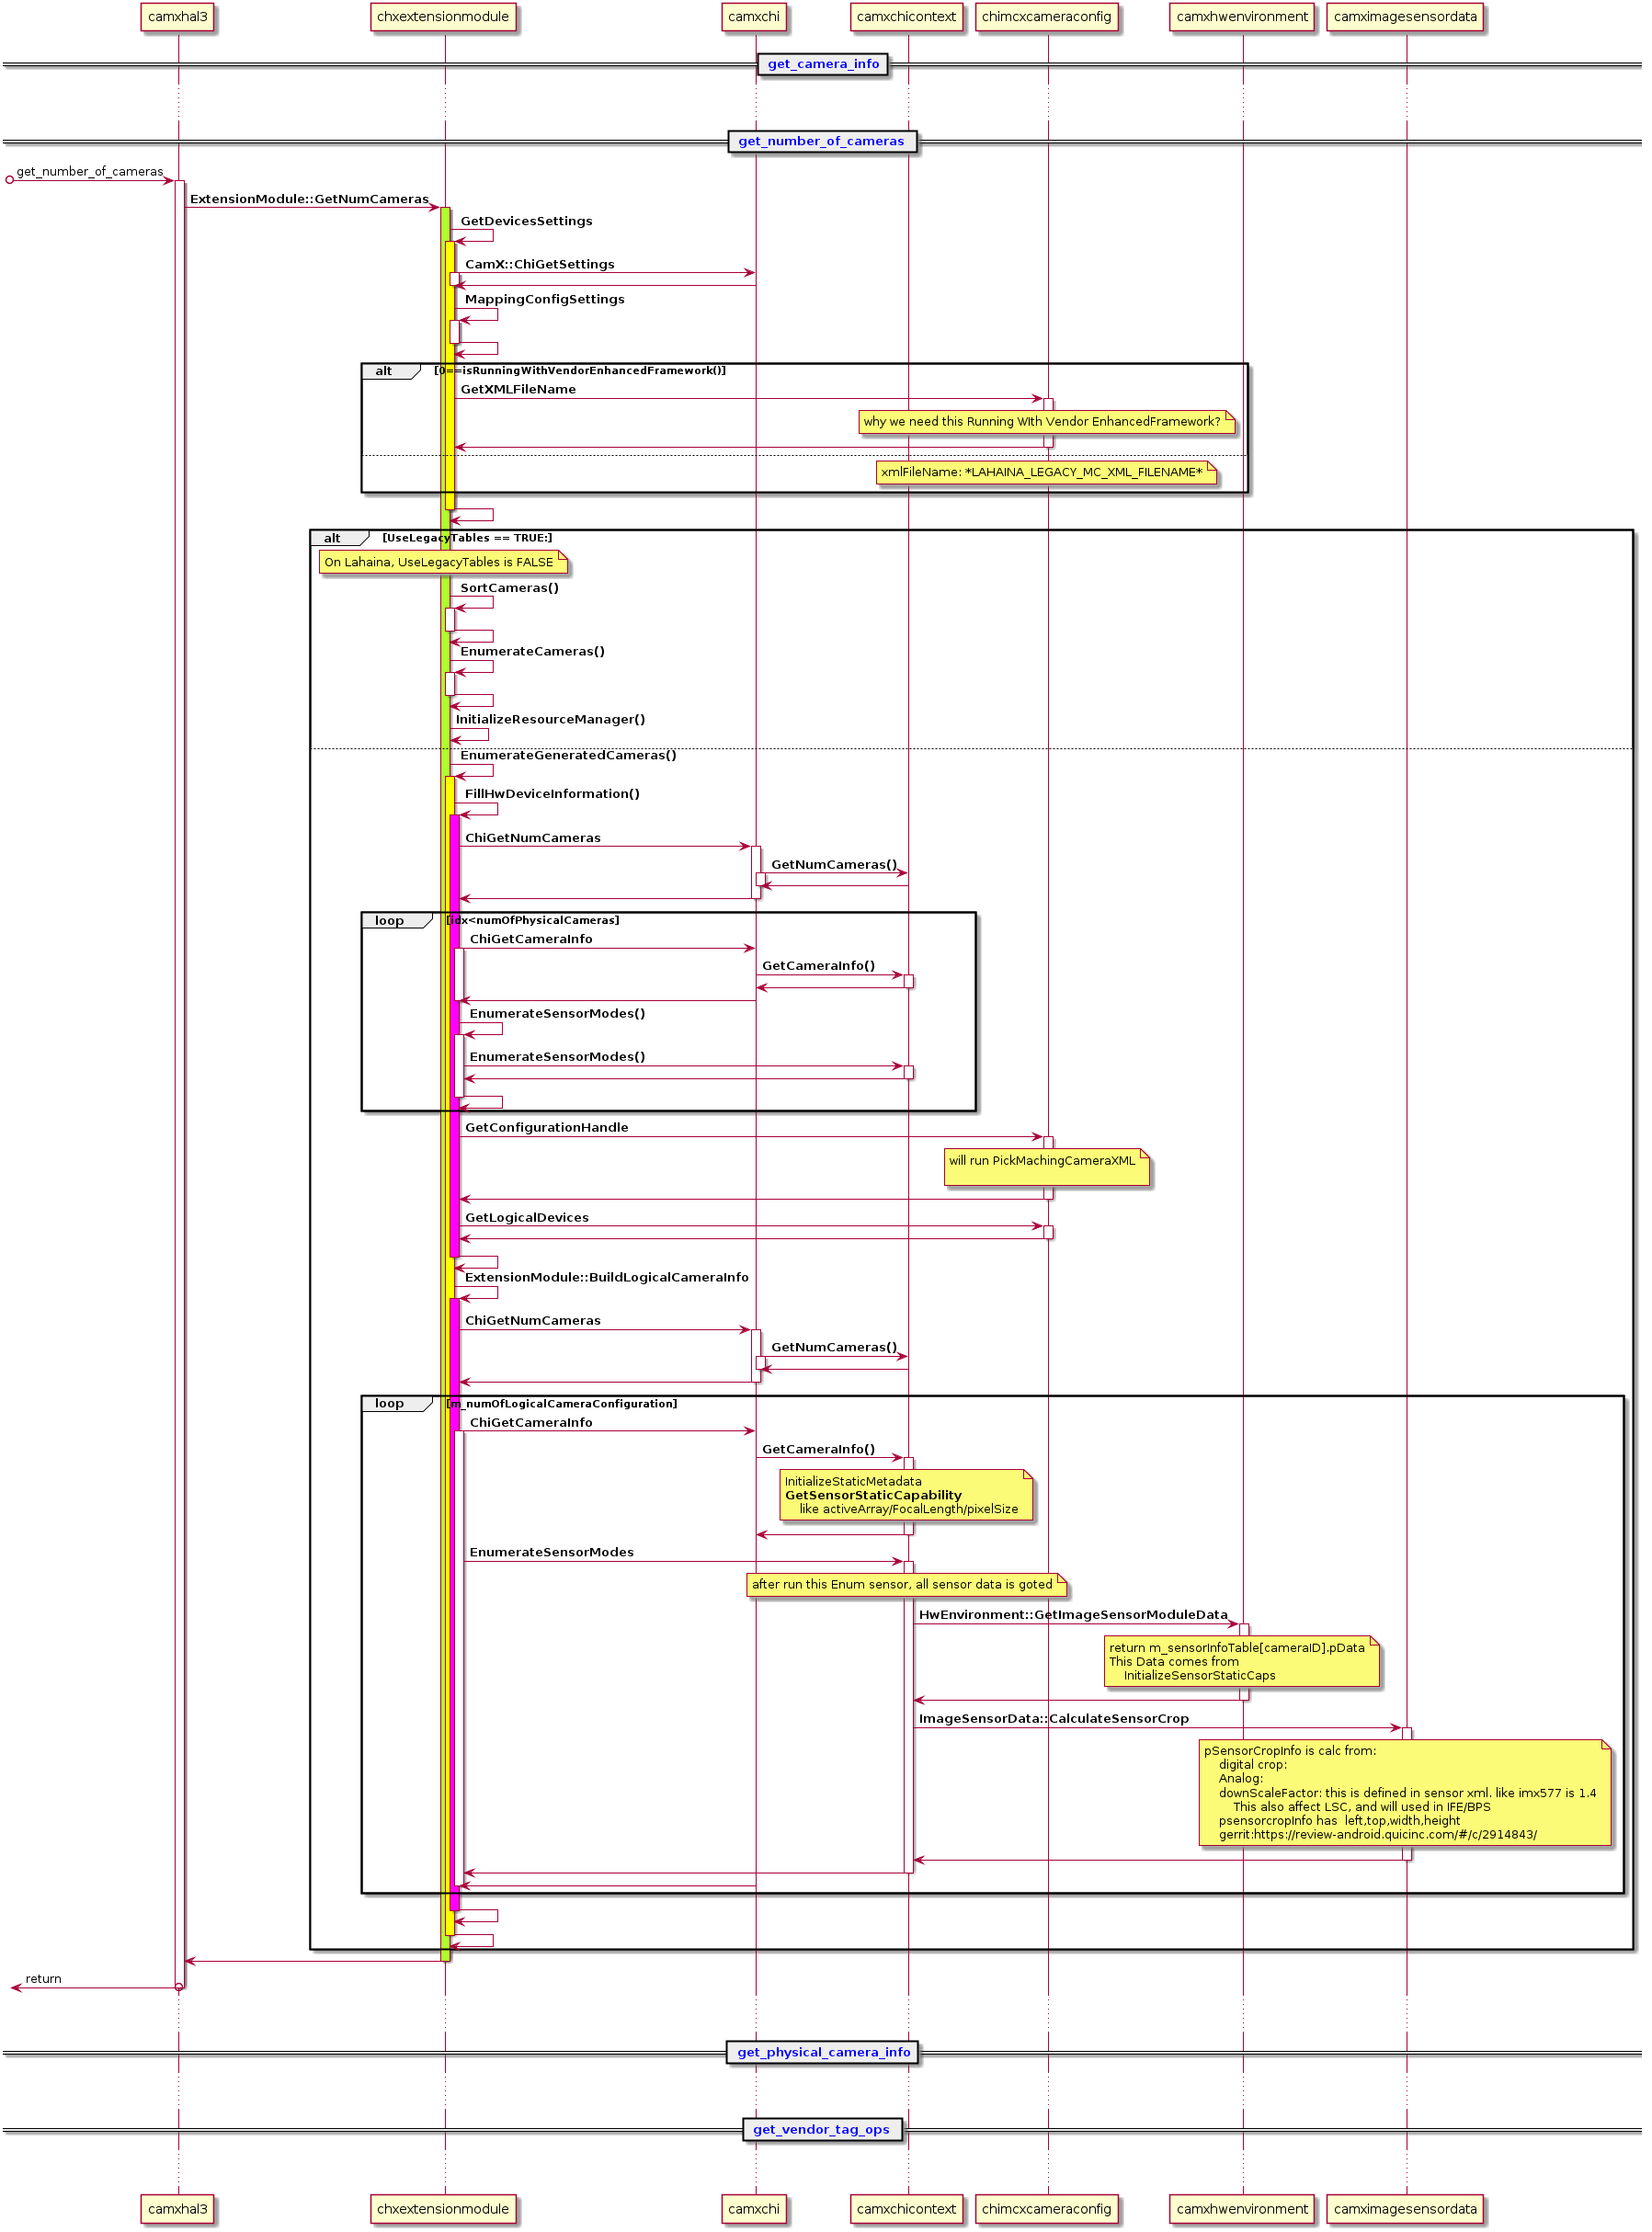 camxhal3
chxextensionmodule
camxchi
camxchicontext
chimcxcameraconfig
camxhwenvironment
camximagesensordata
get_camera_info
get_number_of_cameras
get_number_of_cameras
ExtensionModule::GetNumCameras
GetDevicesSettings
CamX::ChiGetSettings
MappingConfigSettings
alt
[0==isRunningWithVendorEnhancedFramework()]
GetXMLFileName
why we need this Running WIth Vendor EnhancedFramework?
xmlFileName: *LAHAINA_LEGACY_MC_XML_FILENAME*
alt
[UseLegacyTables == TRUE:]
On Lahaina, UseLegacyTables is FALSE
SortCameras()
EnumerateCameras()
InitializeResourceManager()
EnumerateGeneratedCameras()
FillHwDeviceInformation()
ChiGetNumCameras
GetNumCameras()
loop
[idx<numOfPhysicalCameras]
ChiGetCameraInfo
GetCameraInfo()
EnumerateSensorModes()
EnumerateSensorModes()
GetConfigurationHandle
will run PickMachingCameraXML
GetLogicalDevices
ExtensionModule::BuildLogicalCameraInfo
ChiGetNumCameras
GetNumCameras()
loop
[m_numOfLogicalCameraConfiguration]
ChiGetCameraInfo
GetCameraInfo()
InitializeStaticMetadata
GetSensorStaticCapability
like activeArray/FocalLength/pixelSize
EnumerateSensorModes
after run this Enum sensor, all sensor data is goted
HwEnvironment::GetImageSensorModuleData
return m_sensorInfoTable[cameraID].pData
This Data comes from
InitializeSensorStaticCaps
ImageSensorData::CalculateSensorCrop
pSensorCropInfo is calc from:
digital crop:
Analog:
downScaleFactor: this is defined in sensor xml. like imx577 is 1.4
This also affect LSC, and will used in IFE/BPS
psensorcropInfo has  left,top,width,height
gerrit:https://review-android.quicinc.com/#/c/2914843/
return
get_physical_camera_info
get_vendor_tag_ops
camxhal3
chxextensionmodule
camxchi
camxchicontext
chimcxcameraconfig
camxhwenvironment
camximagesensordata